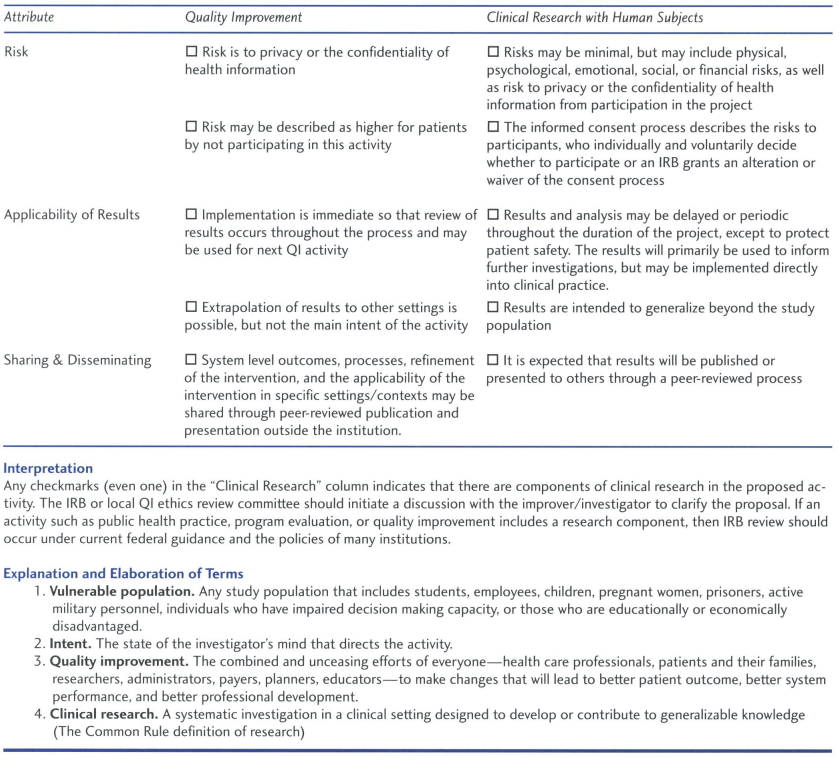 Attribute Quality Improvement Clinical Research with Human Subjects
Risk
☐ Risk is to privacy or the confidentiality of
health information
☐ Risks may be minimal, but may include physical,
psychological, emotional, social, or financial risks, as well
as risk to privacy or the confidentiality of health
information from participation in the project
☐ Risk may be described as higher for patients
by not participating in this activity
☐ The informed consent process describes the risks to
participants, who individually and voluntarily decide
whether to participate or an IRB grants an alteration or
waiver of the consent process
Applicability of Results
☐ Implementation is immediate so that review of
results occurs throughout the process and may
be used for next QI activity
☐ Results and analysis may be delayed or periodic
throughout the duration of the project, except to protect
patient safety. The results will primarily be used to inform
further investigations, but may be implemented directly
into clinical practice.
☐ Extrapolation of results to other settings is
possible, but not the main intent of the activity
☐ Results are intended to generalize beyond the study
population
Sharing & Disseminating
☐ System level outcomes, processes, refinement
of the intervention, and the applicability of the
intervention in specific settings/contexts may be
shared through peer-reviewed publication and
presentation outside the institution.
☐ It is expected that results will be published or
presented to others through a peer-reviewed process
Interpretation
Any checkmarks (even one) in the "Clinical Research" column indicates that there are components of clinical research in the proposed ac-
tivity. The IRB or local QI ethics review committee should initiate a discussion with the improver/investigator to clarify the proposal. If an
activity such as public health practice, program evaluation, or quality improvement includes a research component, then IRB review should
occur under current federal guidance and the policies of many institutions.
Explanation and Elaboration of Terms
1. Vulnerable population. Any study population that includes students, employees, children, pregnant women, prisoners, active
military personnel, individuals who have impaired decision making capacity, or those who are educationally or economically
disadvantaged.
2. Intent. The state of the investigator's mind that directs the activity.
3. Quality improvement. The combined and unceasing efforts of everyone—health care professionals, patients and their families,
researchers, administrators, payers, planners, educators—to make changes that will lead to better patient outcome, better system
performance, and better professional development.
4. Clinical research. A systematic investigation in a clinical setting designed to develop or contribute to generalizable knowledge
(The Common Rule definition of research)